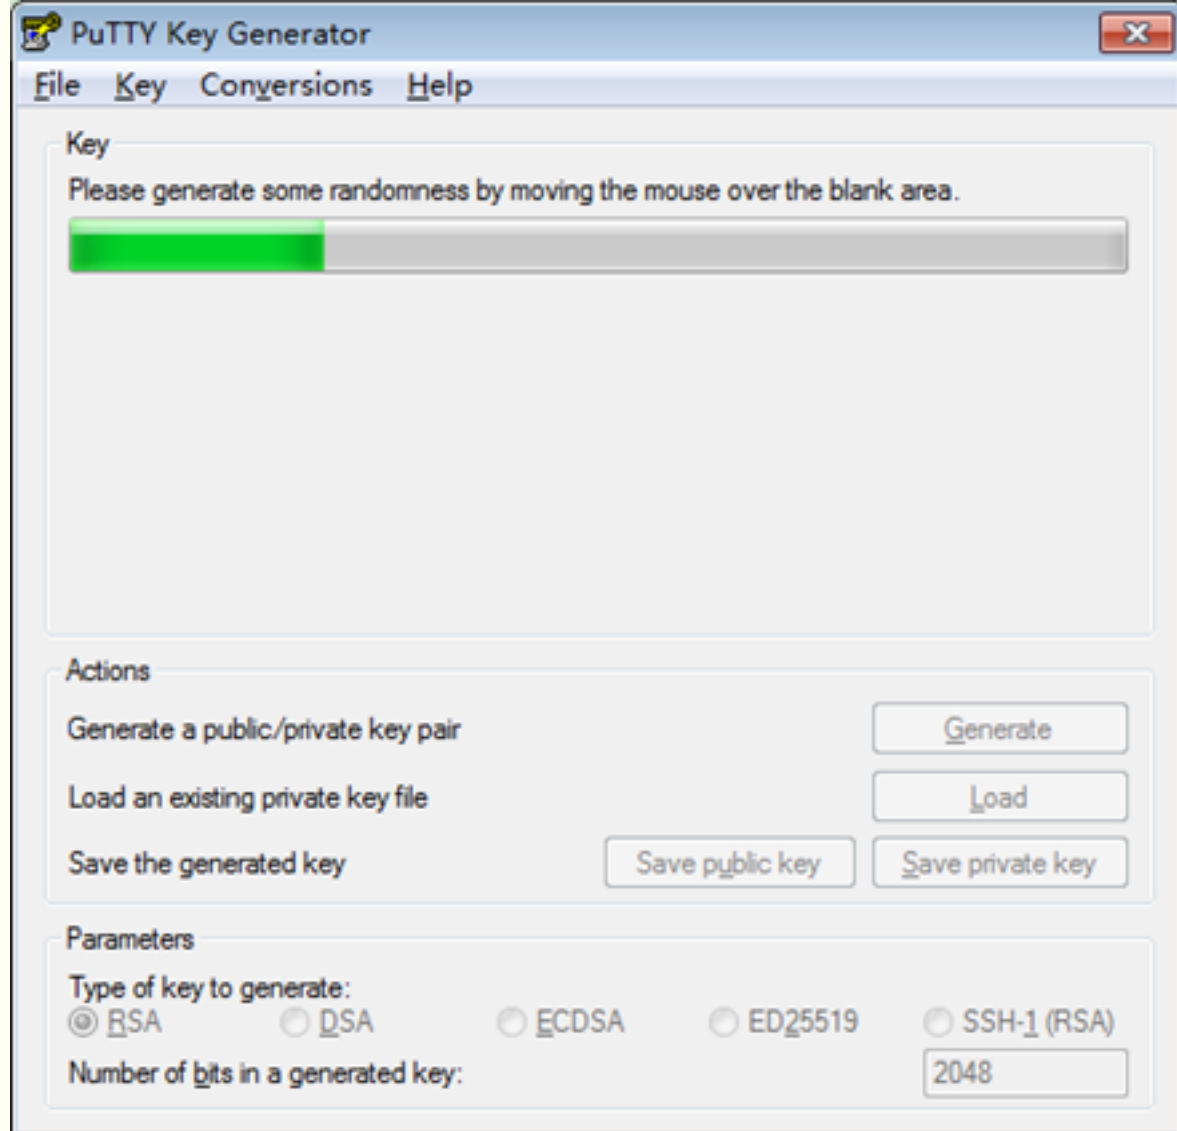 PuTTY Key Generator
File Key Conversions Help
Key
Please generate some randomness by moving the mouse over the blank area.
Actions
Generate a public/private key pair
Generate
Load an existing private key file
Load
Save the generated key
Save public key
Save private key
Parameters
Type of key to generate:
RSA DSA ECDSA ED25519 SSH-1 (RSA)
Number of bits in a generated key:
2048